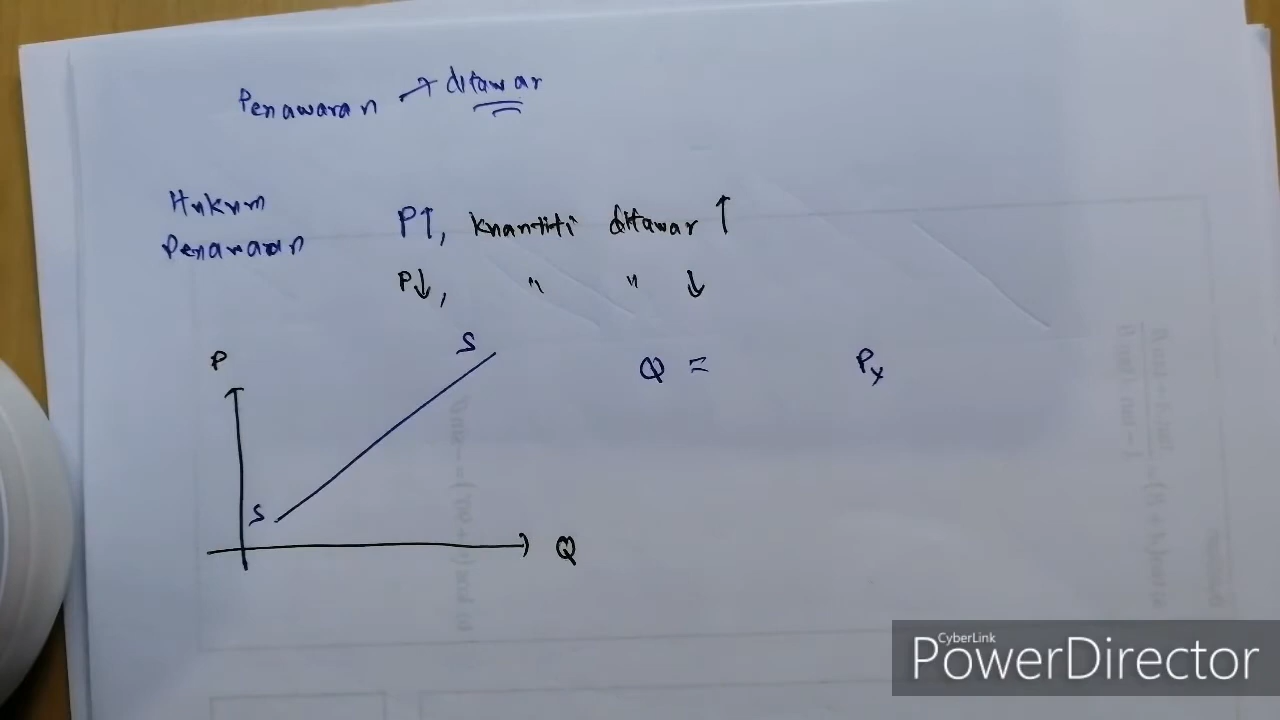 Penawaran → ditawar
Hukum
Penawaran
P↑, kuantiti ditawar ↑
P↓, " " ↓
P
S
Q = Px
S
Q
CyberLink
PowerDirector